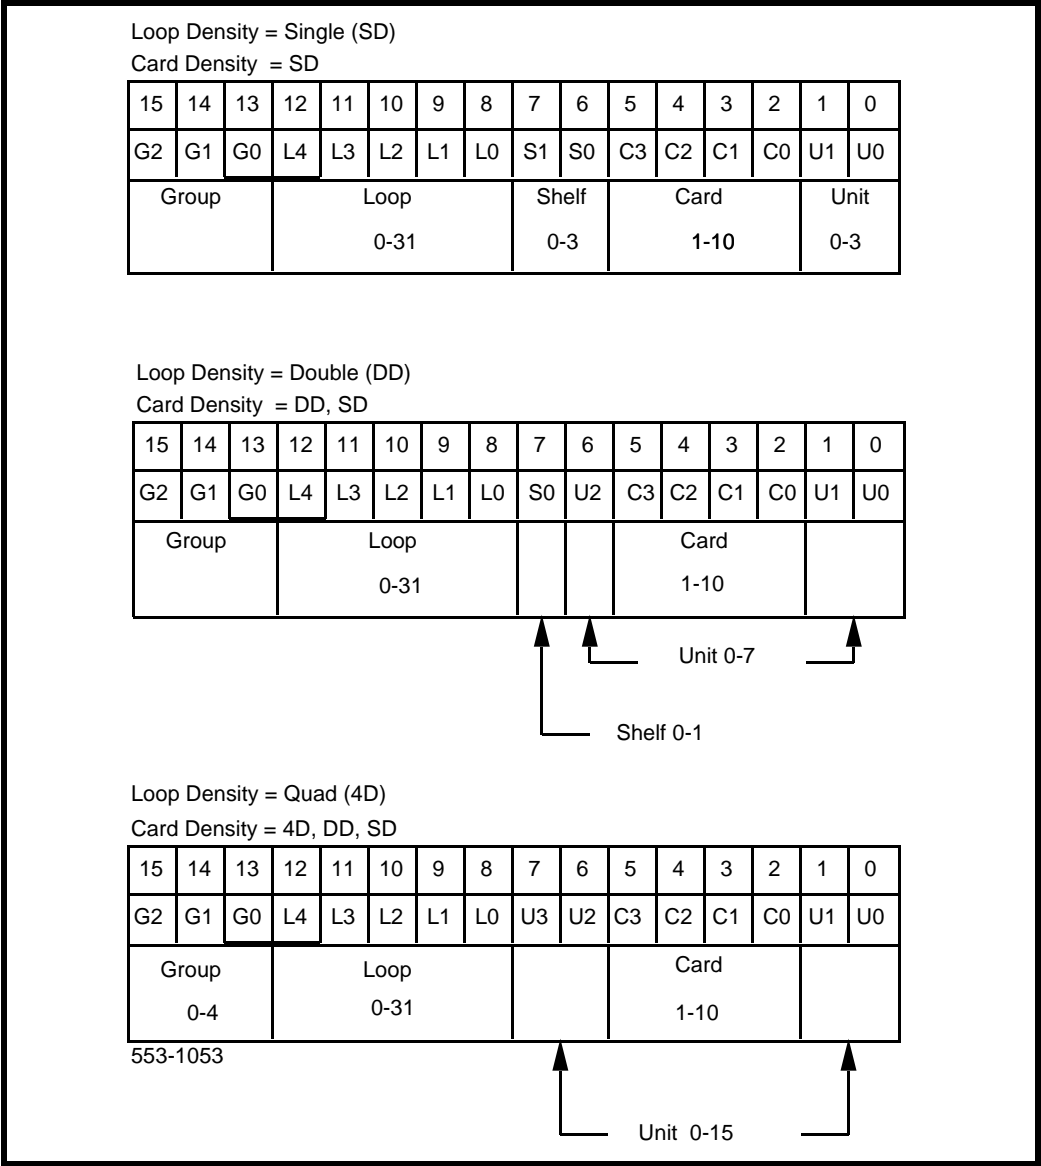 Loop Density = Single (SD)
Card Density = SD
15 14 13 12 11 10 9 8 7 6 5 4 3 2 1 0
G2 G1 G0 L4 L3 L2 L1 L0 S1 S0 C3 C2 C1 C0 U1 U0
Group Loop Shelf Card Unit
0-31 0-3 1-10 0-3
Loop Density = Double (DD)
Card Density = DD, SD
15 14 13 12 11 10 9 8 7 6 5 4 3 2 1 0
G2 G1 G0 L4 L3 L2 L1 L0 S0 U2 C3 C2 C1 C0 U1 U0
Group Loop Card
0-31 1-10
Unit 0-7
Shelf 0-1
Loop Density = Quad (4D)
Card Density = 4D, DD, SD
15 14 13 12 11 10 9 8 7 6 5 4 3 2 1 0
G2 G1 G0 L4 L3 L2 L1 L0 U3 U2 C3 C2 C1 C0 U1 U0
Group Loop Card
0-4 0-31 1-10
553-1053
Unit 0-15